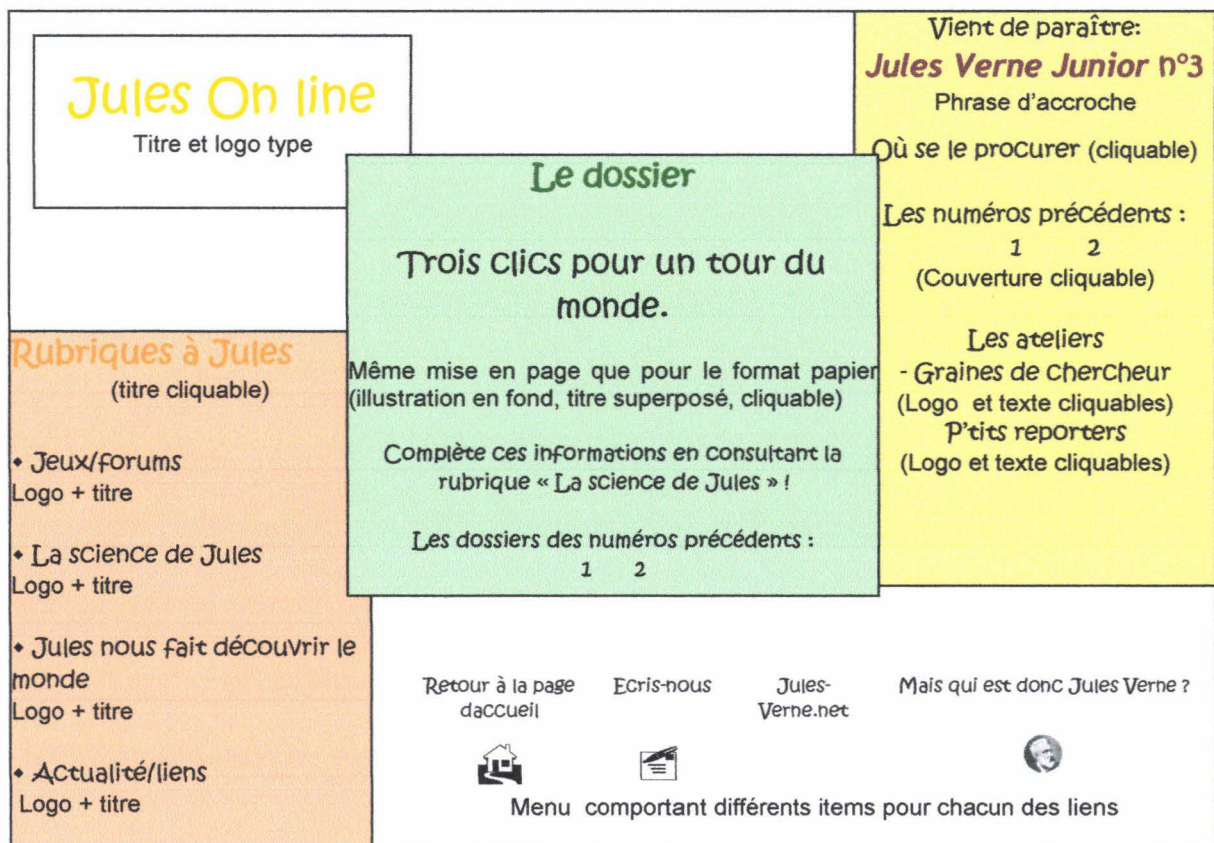 Jules On line
Titre et logo type
Vient de paraître:
Jules Verne Junior n°3
Phrase d'accroche
Où se le procurer (cliquable)
Les numéros précédents :
1 2
(Couverture cliquable)
Les ateliers
- Graines de chercheur
(Logo et texte cliquables)
P'tits reporters
(Logo et texte cliquables)
Le dossier
Trois clics pour un tour du
monde.
Même mise en page que pour le format papier
(illustration en fond, titre superposé, cliquable)
Complète ces informations en consultant la
rubrique « La science de Jules » !
Les dossiers des numéros précédents :
1 2
Rubriques à Jules
(titre cliquable)
• Jeux/forums
Logo + titre
• La science de Jules
Logo + titre
• Jules nous fait découvrir le
monde
Logo + titre
• Actualité/liens
Logo + titre
Retour à la page
daccueil
Ecris-nous
Jules-
Verne.net
Mais qui est donc Jules Verne ?
Menu comportant différents items pour chacun des liens